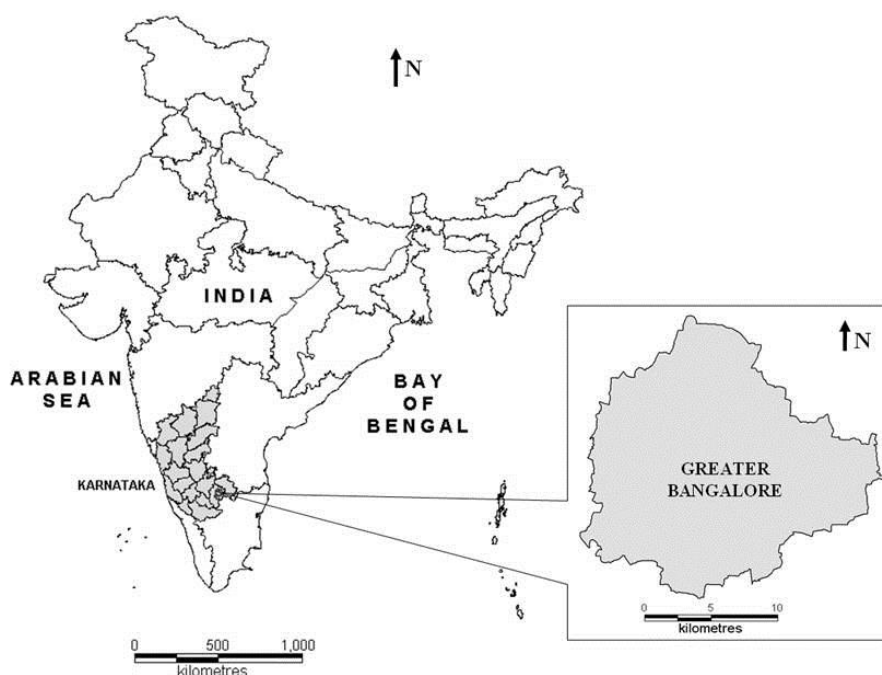 N
INDIA
ARABIAN
SEA
BAY
OF
BENGAL
KARNATAKA
0 500 1,000
kilometres
N
GREATER
BANGALORE
0 5 10
kilometres